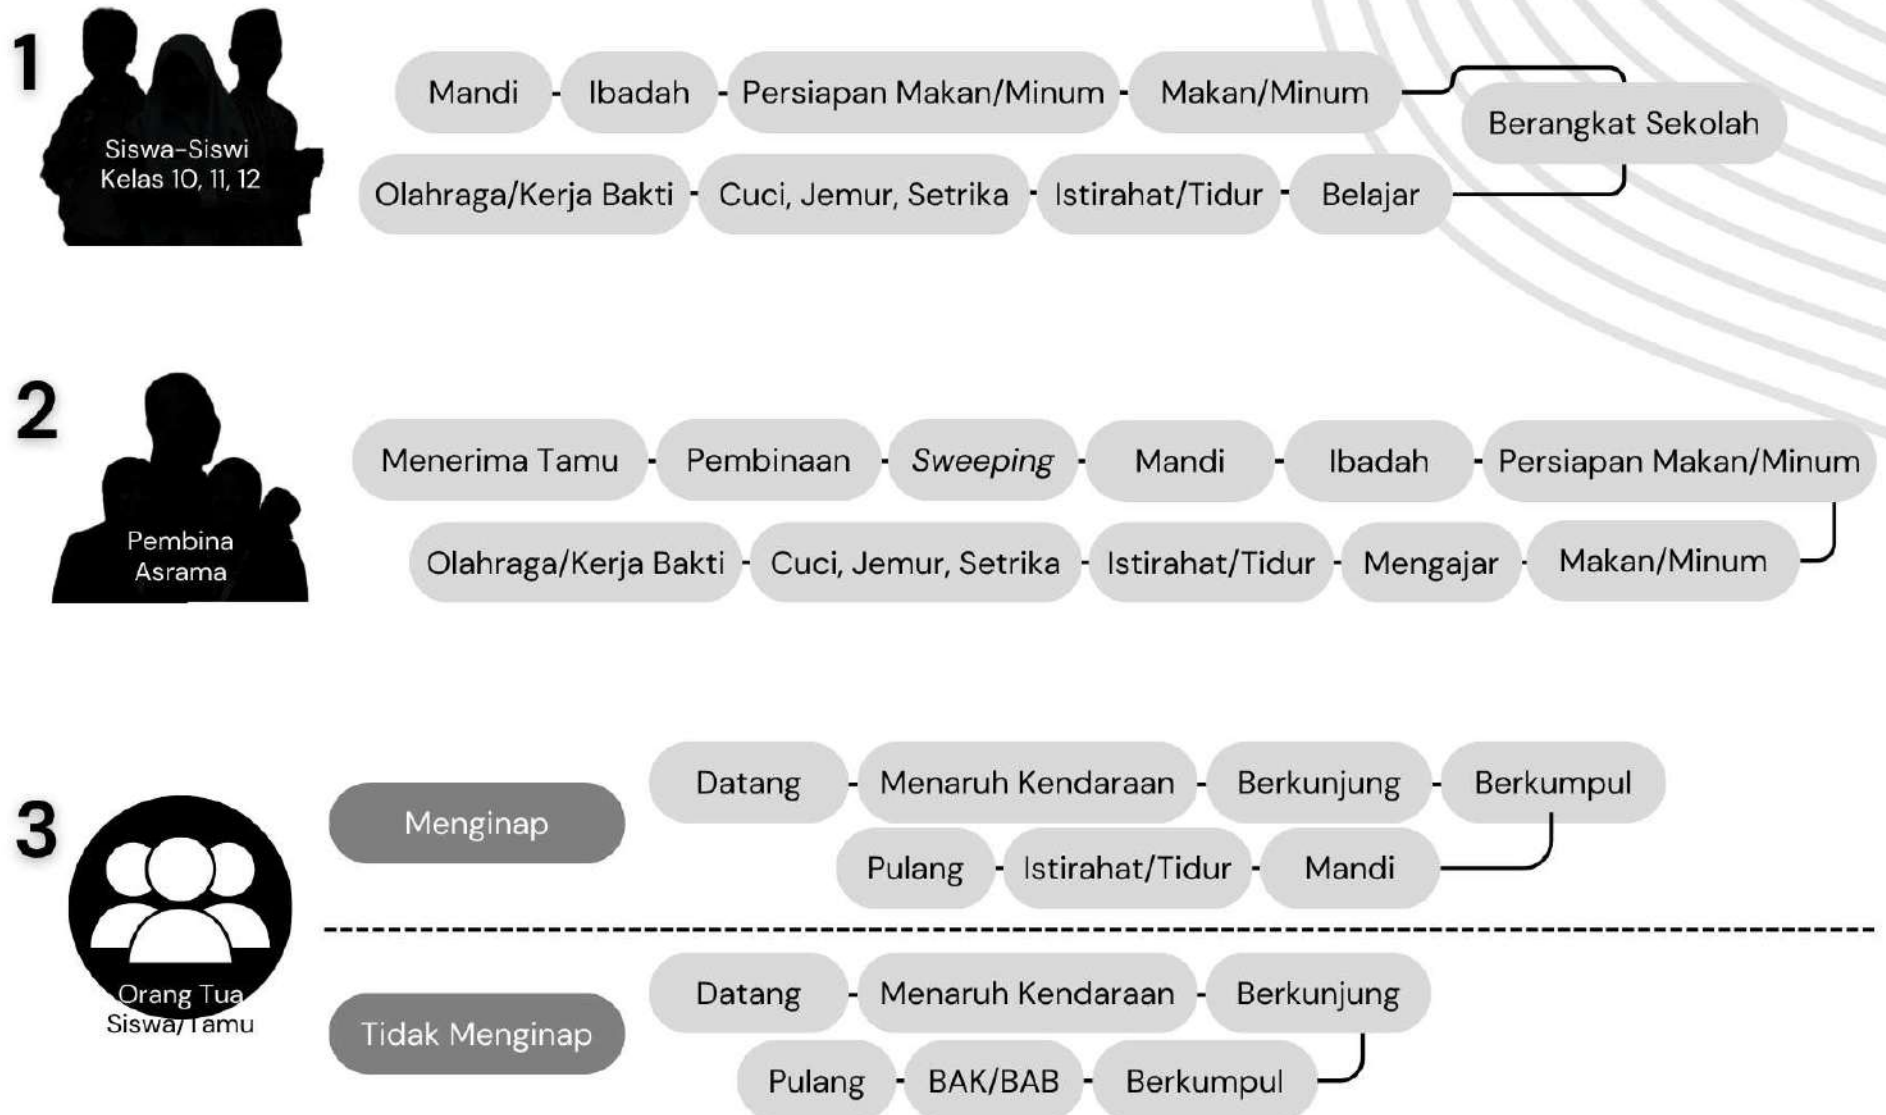 1
Siswa-Siswi
Kelas 10, 11, 12
Mandi
Ibadah
Persiapan Makan/Minum
Makan/Minum
Berangkat Sekolah
Olahraga/Kerja Bakti
Cuci, Jemur, Setrika
Istirahat/Tidur
Belajar
2
Pembina
Asrama
Menerima Tamu
Pembinaan
Sweeping
Mandi
Ibadah
Persiapan Makan/Minum
Olahraga/Kerja Bakti
Cuci, Jemur, Setrika
Istirahat/Tidur
Mengajar
Makan/Minum
3
Orang Tua
Siswa/Tamu
Menginap
Datang
Menaruh Kendaraan
Berkunjung
Berkumpul
Pulang
Istirahat/Tidur
Mandi
Tidak Menginap
Datang
Menaruh Kendaraan
Berkunjung
Pulang
BAK/BAB
Berkumpul